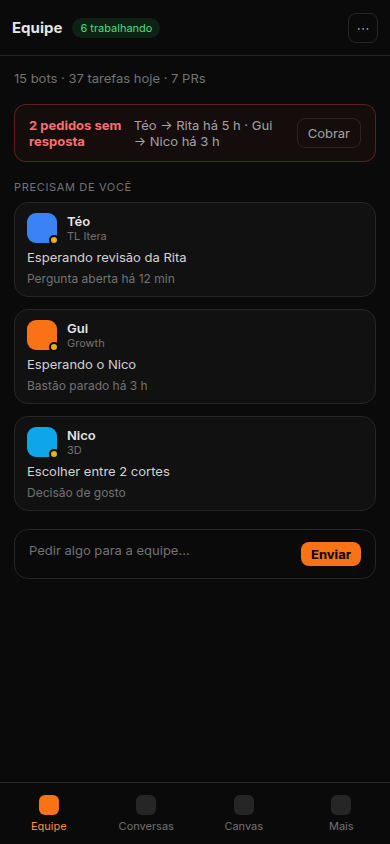 Equipe
6 trabalhando
...
15 bots · 37 tarefas hoje · 7 PRs
2 pedidos sem
resposta
Téo → Rita há 5 h · Gui
→ Nico há 3 h
Cobrar
PRECISAM DE VOCÊ
Téo
TL Itera
Esperando revisão da Rita
Pergunta aberta há 12 min
Gui
Growth
Esperando o Nico
Bastão parado há 3 h
Nico
3D
Escolher entre 2 cortes
Decisão de gosto
Pedir algo para a equipe...
Enviar
Equipe
Conversas
Canvas
Mais